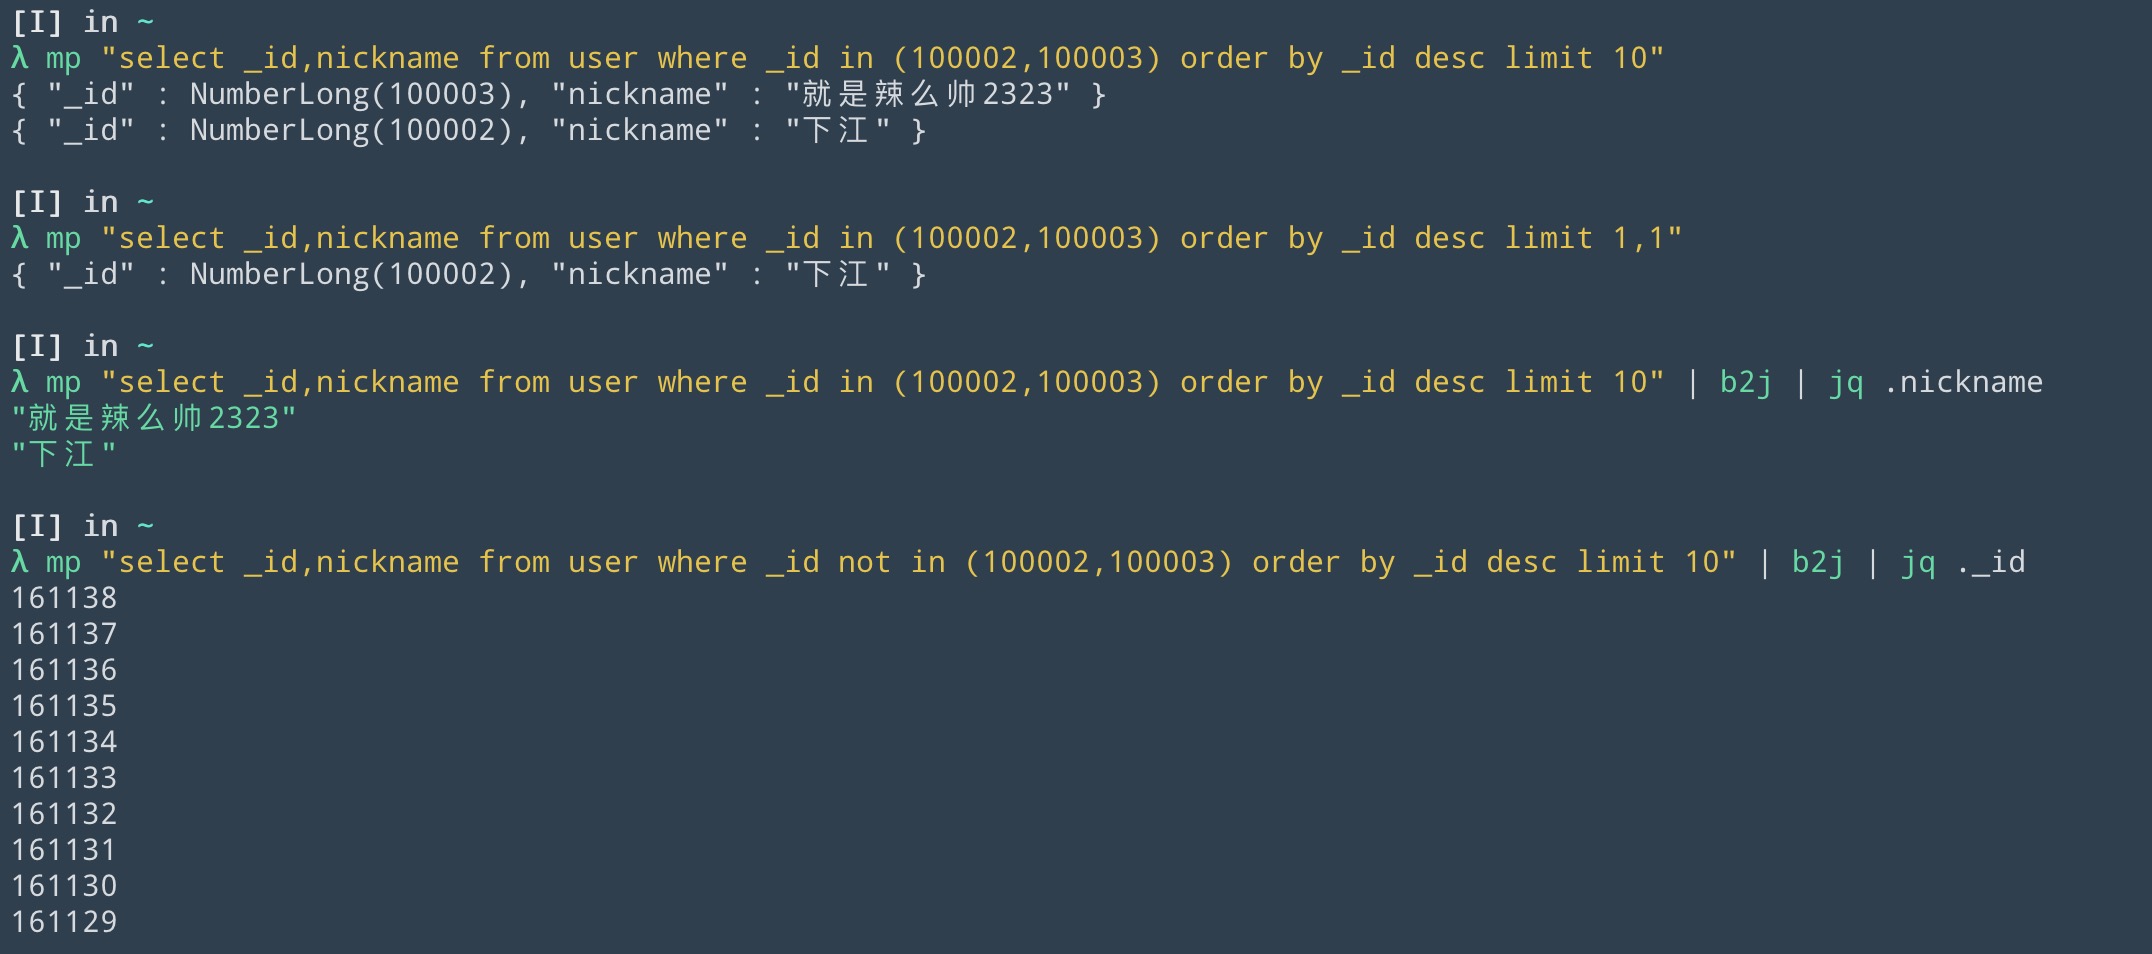 [I] in ~
λ mp "select _id,nickname from user where _id in (100002,100003) order by _id desc limit 10"
{ "_id" : NumberLong(100003), "nickname" : "就是辣么帅2323" }
{ "_id" : NumberLong(100002), "nickname" : "下江" }
[I] in ~
λ mp "select _id,nickname from user where _id in (100002,100003) order by _id desc limit 1,1"
{ "_id" : NumberLong(100002), "nickname" : "下江" }
[I] in ~
λ mp "select _id,nickname from user where _id in (100002,100003) order by _id desc limit 10" | b2j | jq .nickname
"就是辣么帅2323"
"下江"
[I] in ~
λ mp "select _id,nickname from user where _id not in (100002,100003) order by _id desc limit 10" | b2j | jq ._id
161138
161137
161136
161135
161134
161133
161132
161131
161130
161129